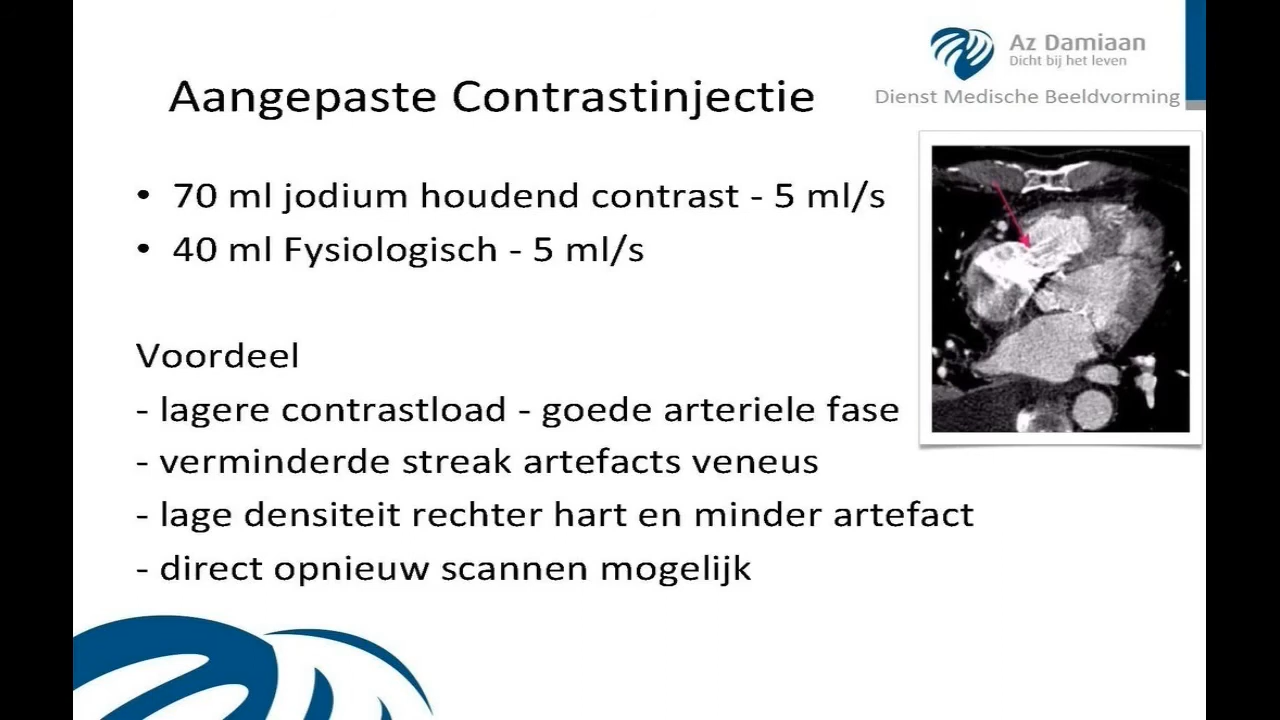 Az Damiaan
Dicht bij het leven
Dienst Medische Beeldvorming
Aangepaste Contrastinjectie
• 70 ml jodium houdend contrast - 5 ml/s
• 40 ml Fysiologisch - 5 ml/s
Voordeel
- lagere contrastload - goede arteriele fase
- verminderde streak artefacts veneus
- lage densiteit rechter hart en minder artefact
- direct opnieuw scannen mogelijk